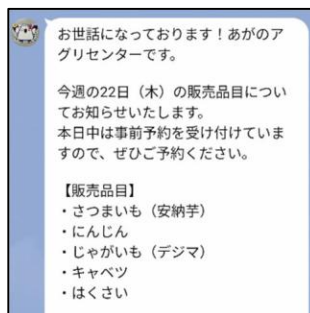 お世話になっております！あがのア
グリセンターです。
今週の22日（木）の販売品目につい
てお知らせいたします。
本日中は事前予約を受け付けていま
すので、ぜひご予約ください。
【販売品目】
・さつまいも（安納芋）
・にんじん
・じゃがいも（デジマ）
・キャベツ
・はくさい